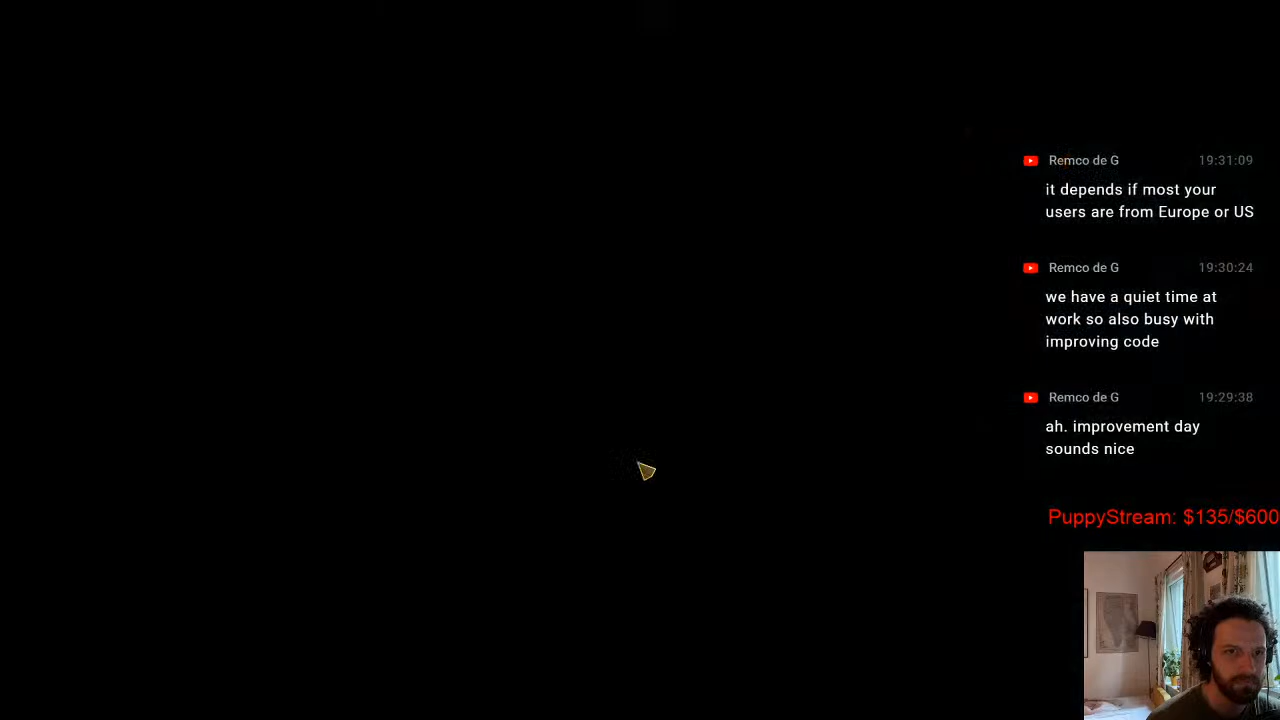 Remco de G 19:31:09
it depends if most your
users are from Europe or US
Remco de G 19:30:24
we have a quiet time at
work so also busy with
improving code
Remco de G 19:29:38
ah. improvement day
sounds nice
PuppyStream: $135/$600